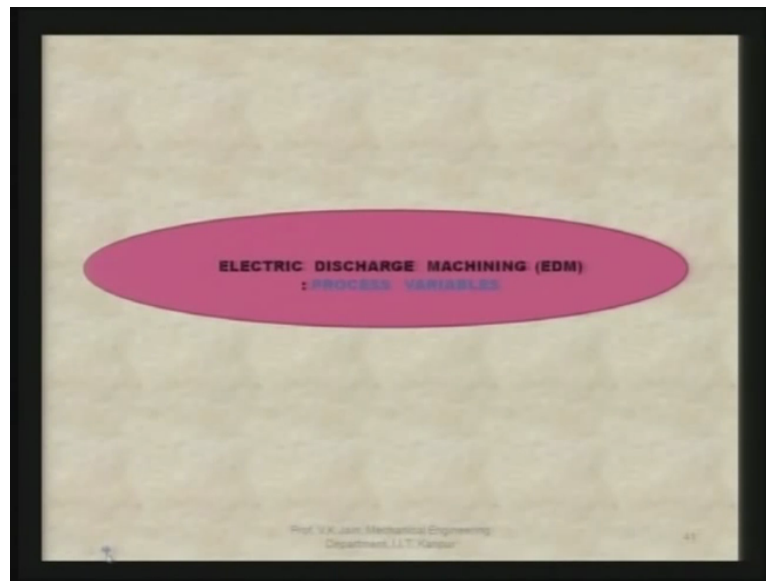 ELECTRIC DISCHARGE MACHINING (EDM)
: PROCESS VARIABLES
Prof. V.K. Jain, Mechanical Engineering
Department, I.I.T. Kanpur
41